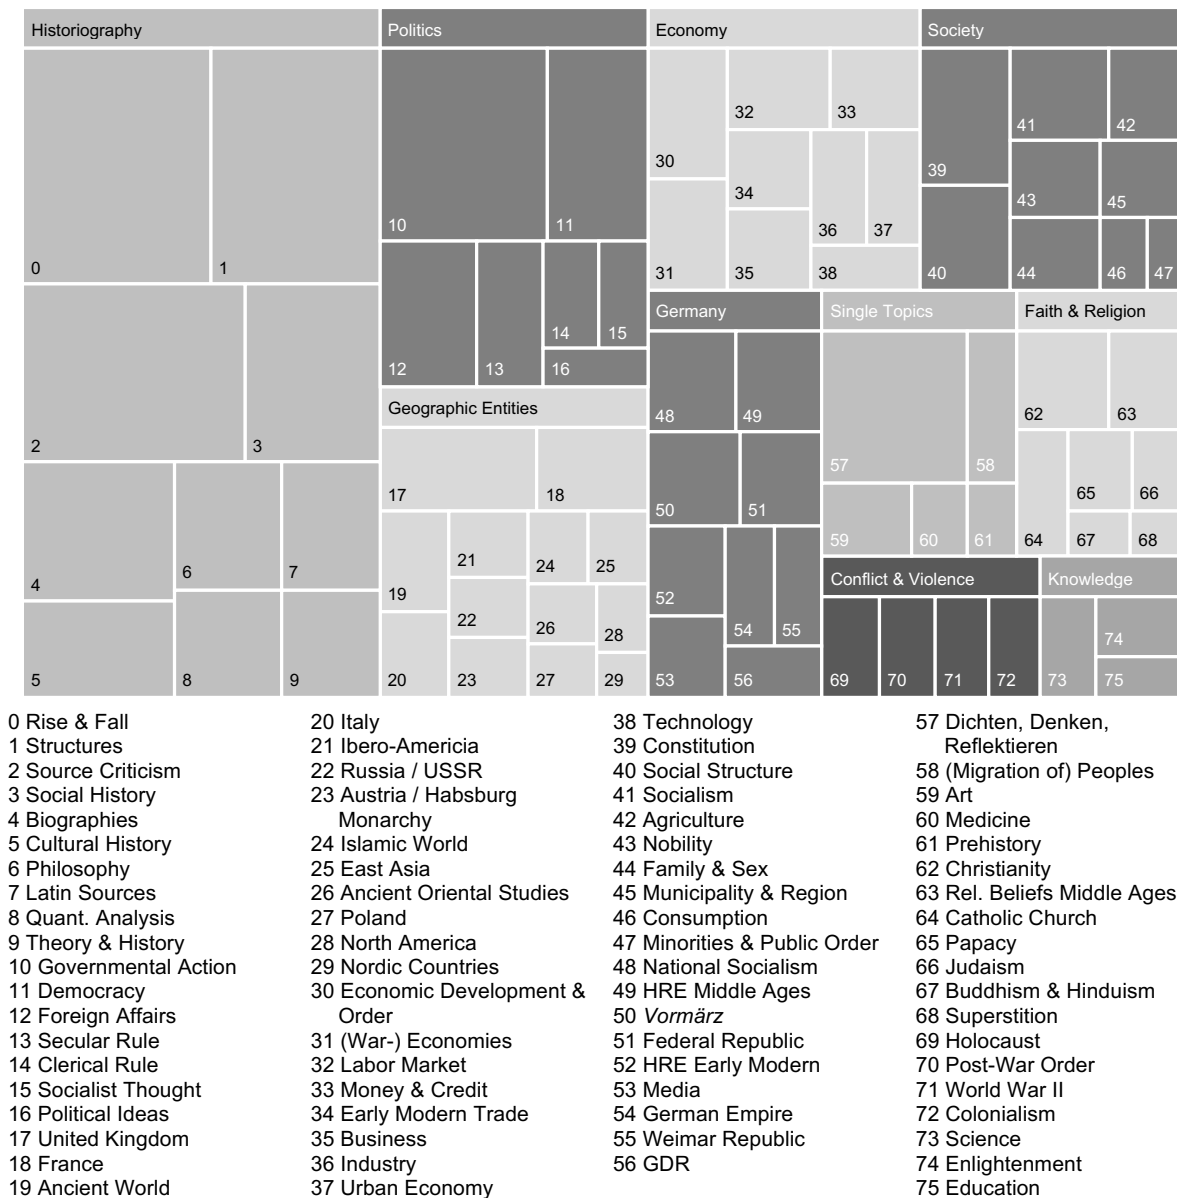 Historiography
Politics
Economy
Society
0
1
2
3
4
5
6
7
8
9
10
11
12
13
14
15
16
Geographic Entities
17
18
19
20
21
22
23
24
25
26
27
28
29
30
31
32
33
34
35
36
37
38
39
40
41
42
43
44
45
46
47
Germany
Single Topics
Faith & Religion
48
49
50
51
52
53
54
55
56
57
58
59
60
61
62
63
64
65
66
67
68
Conflict & Violence
Knowledge
69
70
71
72
73
74
75
0 Rise & Fall
1 Structures
2 Source Criticism
3 Social History
4 Biographies
5 Cultural History
6 Philosophy
7 Latin Sources
8 Quant. Analysis
9 Theory & History
10 Governmental Action
11 Democracy
12 Foreign Affairs
13 Secular Rule
14 Clerical Rule
15 Socialist Thought
16 Political Ideas
17 United Kingdom
18 France
19 Ancient World
20 Italy
21 Ibero-Americia
22 Russia / USSR
23 Austria / Habsburg
Monarchy
24 Islamic World
25 East Asia
26 Ancient Oriental Studies
27 Poland
28 North America
29 Nordic Countries
30 Economic Development &
Order
31 (War-) Economies
32 Labor Market
33 Money & Credit
34 Early Modern Trade
35 Business
36 Industry
37 Urban Economy
38 Technology
39 Constitution
40 Social Structure
41 Socialism
42 Agriculture
43 Nobility
44 Family & Sex
45 Municipality & Region
46 Consumption
47 Minorities & Public Order
48 National Socialism
49 HRE Middle Ages
50 Vormärz
51 Federal Republic
52 HRE Early Modern
53 Media
54 German Empire
55 Weimar Republic
56 GDR
57 Dichten, Denken,
Reflektieren
58 (Migration of) Peoples
59 Art
60 Medicine
61 Prehistory
62 Christianity
63 Rel. Beliefs Middle Ages
64 Catholic Church
65 Papacy
66 Judaism
67 Buddhism & Hinduism
68 Superstition
69 Holocaust
70 Post-War Order
71 World War II
72 Colonialism
73 Science
74 Enlightenment
75 Education